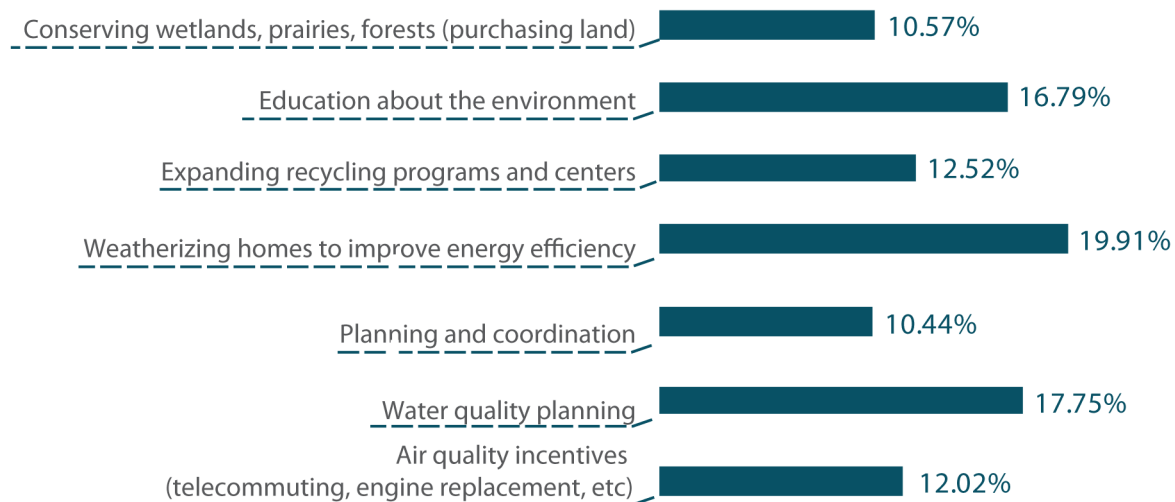 Conserving wetlands, prairies, forests (purchasing land) 10.57%
Education about the environment 16.79%
Expanding recycling programs and centers 12.52%
Weatherizing homes to improve energy efficiency 19.91%
Planning and coordination 10.44%
Water quality planning 17.75%
Air quality incentives
(telecommuting, engine replacement, etc) 12.02%